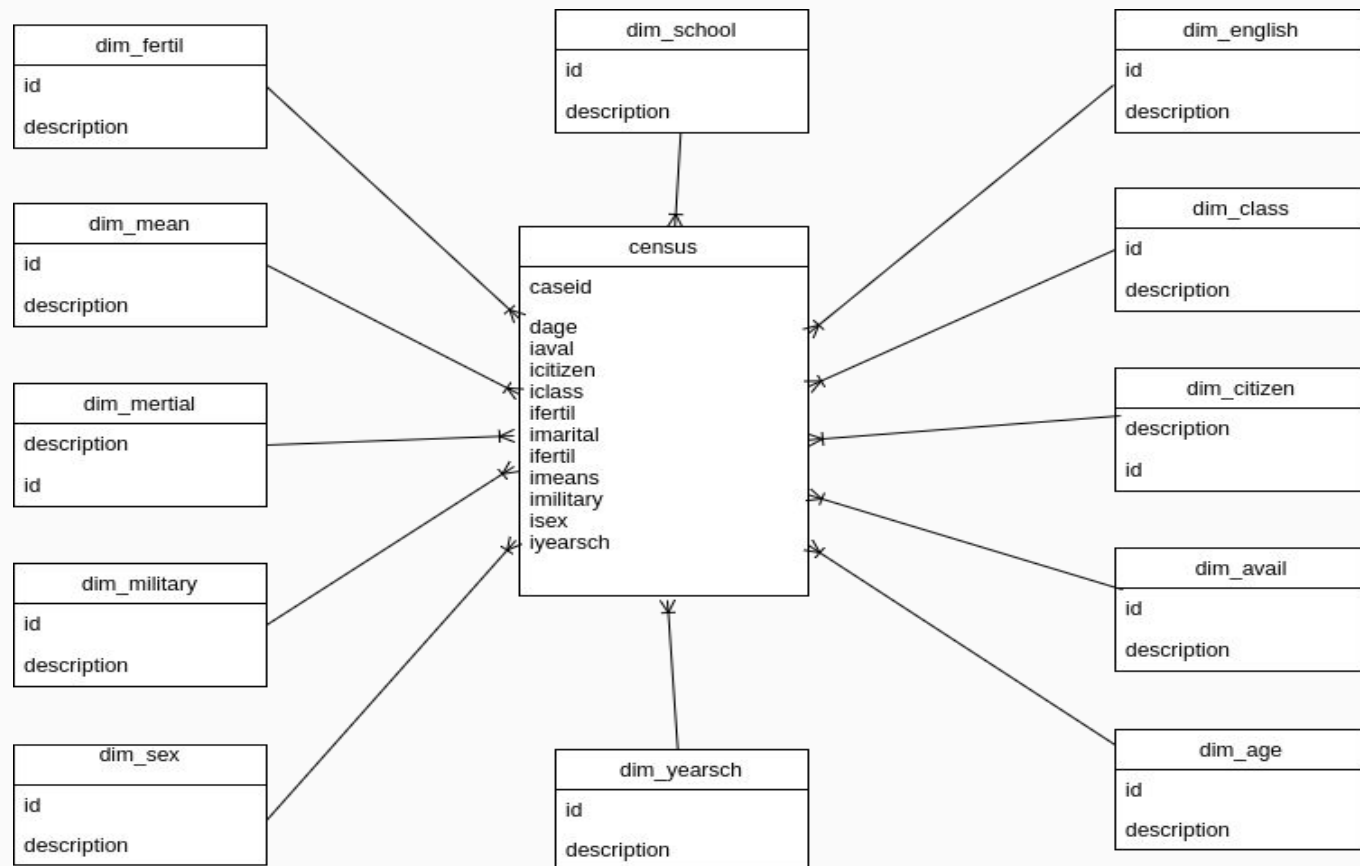 dim_fertil
id
description
dim_mean
id
description
dim_mertial
description
id
dim_military
id
description
dim_sex
id
description
dim_school
id
description
census
caseid
dage
iaval
icitizen
iclass
ifertil
imarital
ifertil
imeans
imilitary
isex
iyearsch
dim_yearsch
id
description
dim_english
id
description
dim_class
id
description
dim_citizen
description
id
dim_avail
id
description
dim_age
id
description